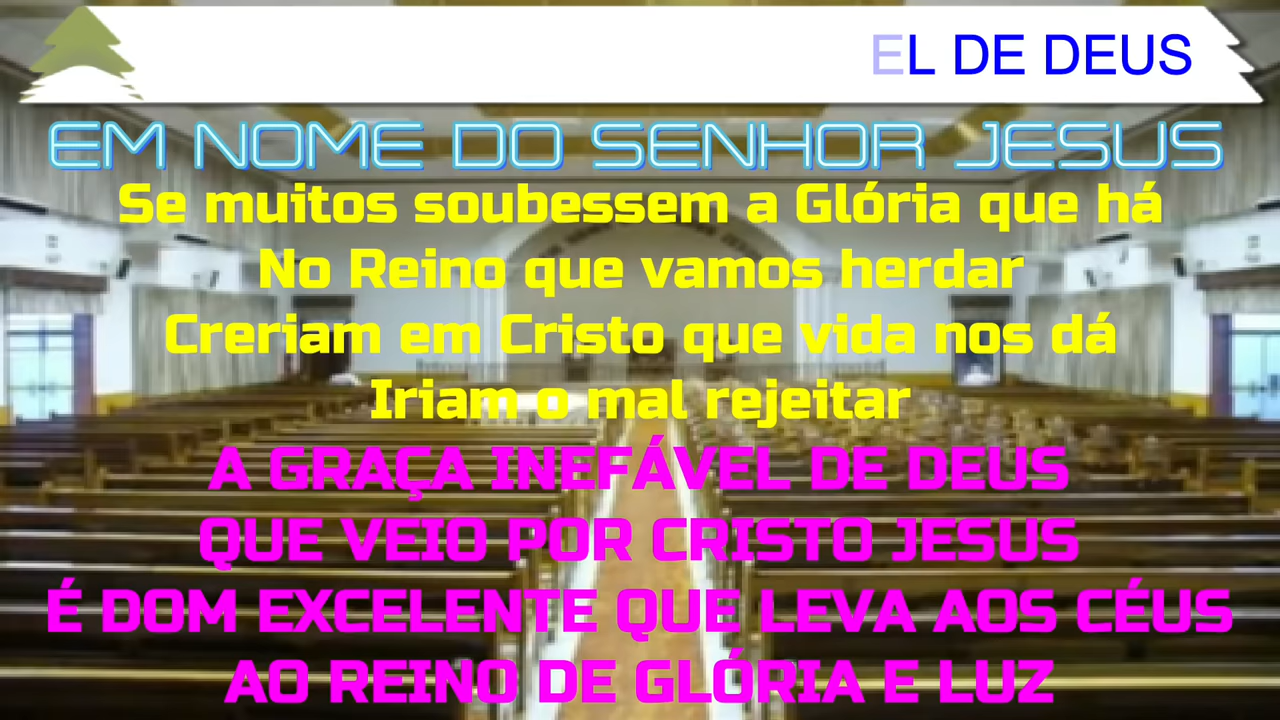 EL DE DEUS
EM NOME DO SENHOR JESUS
Se muitos soubessem a Glória que há
No Reino que vamos herdar
Creriam em Cristo que vida nos dá
Iriam o mal rejeitar
A GRAÇA INEFÁVEL DE DEUS
QUE VEIO POR CRISTO JESUS
É DOM EXCELENTE QUE LEVA AOS CÉUS
AO REINO DE GLÓRIA E LUZ